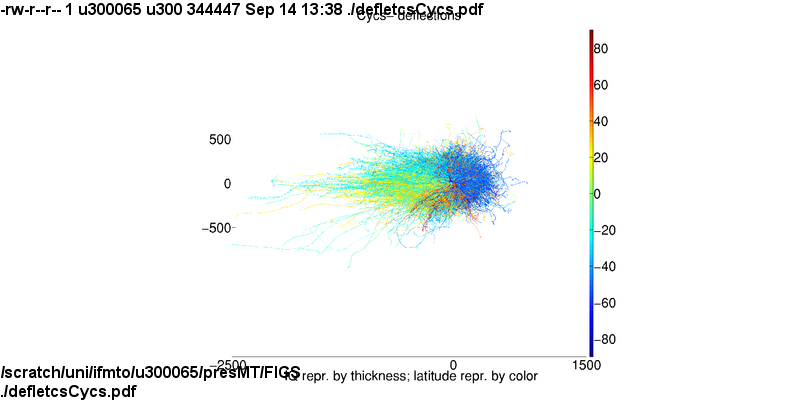 -rw-r--r-- 1 u300065 u300 344447 Sep 14 13:38 ./defletcsCycs.pdf
Cycs− deflections
80
60
40
20
0
−20
−40
−60
−80
500
0
−500
−2500 0 1500
IQ repr. by thickness; latitude repr. by color
/scratch/uni/ifmto/u300065/presMT/FIGS
./defletcsCycs.pdf